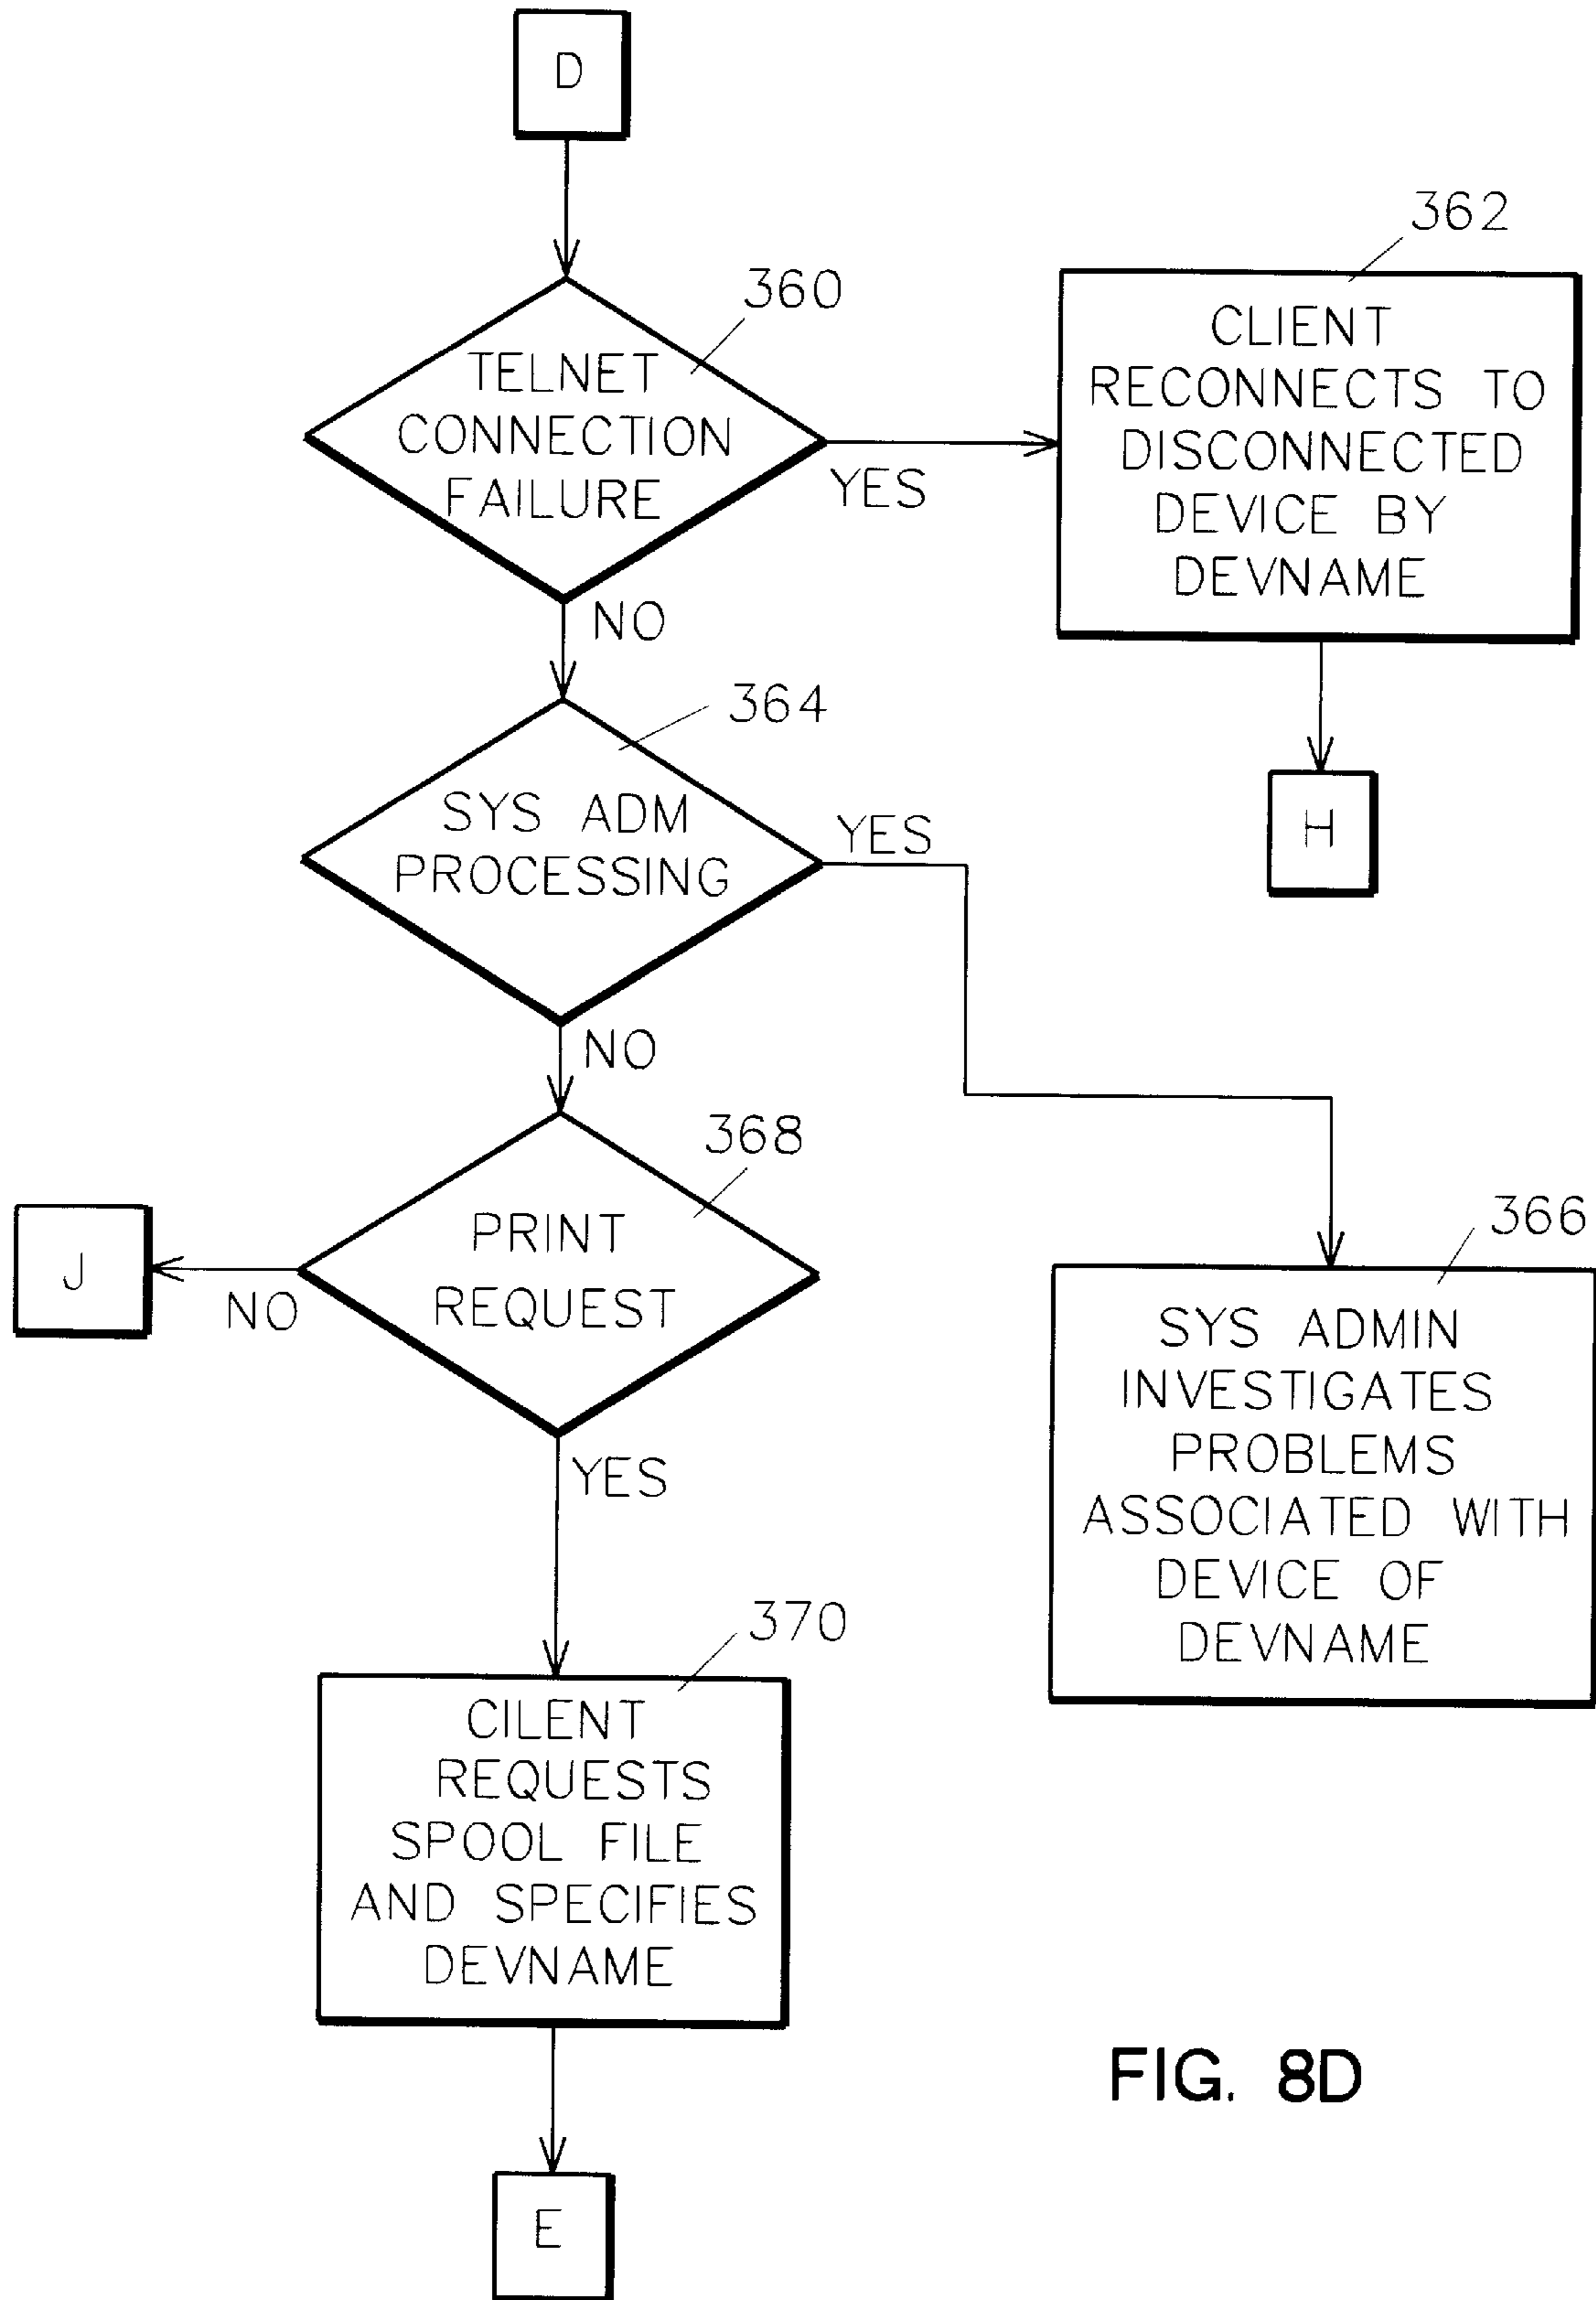 D
360
TELNET
CONNECTION
FAILURE
YES
NO
362
CLIENT
RECONNECTS TO
DISCONNECTED
DEVICE BY
DEVNAME
H
364
SYS ADM
PROCESSING
YES
NO
368
PRINT
REQUEST
NO
J
YES
366
SYS ADMIN
INVESTIGATES
PROBLEMS
ASSOCIATED WITH
DEVICE OF
DEVNAME
370
CILENT
REQUESTS
SPOOL FILE
AND SPECIFIES
DEVNAME
E
FIG. 8D